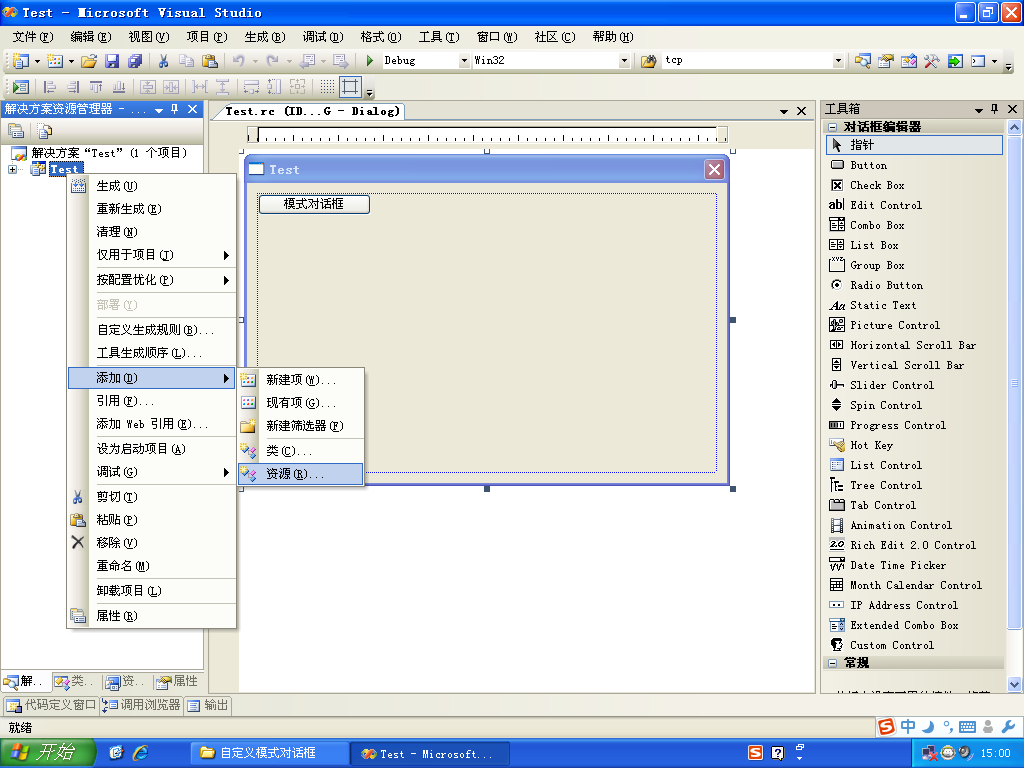 Test - Microsoft Visual Studio
文件(F) 编辑(E) 视图(V) 项目(P) 生成(B) 调试(D) 格式(O) 工具(T) 窗口(W) 社区(C) 帮助(H)
Debug Win32 tcp
解决方案资源管理器 - ...
解决方案 “Test” (1 个项目)
Test
生成(U)
重新生成(E)
清理(N)
仅用于项目(J)
按配置优化(P)
部署(Y)
自定义生成规则(B)...
工具生成顺序(L)...
添加(D)
引用(F)...
添加 Web 引用(E)...
设为启动项目(A)
调试(G)
剪切(T)
粘贴(P)
移除(V)
重命名(M)
卸载项目(L)
属性(R)
新建项(W)...
现有项(G)...
新建筛选器(F)
类(C)...
资源(R)...
Test.rc (ID...G - Dialog)
Test
模式对话框
工具箱
对话框编辑器
指针
Button
Check Box
Edit Control
Combo Box
List Box
Group Box
Radio Button
Static Text
Picture Control
Horizontal Scroll Bar
Vertical Scroll Bar
Slider Control
Spin Control
Progress Control
Hot Key
List Control
Tree Control
Tab Control
Animation Control
Rich Edit 2.0 Control
Date Time Picker
Month Calendar Control
IP Address Control
Extended Combo Box
Custom Control
常规
解.. 类.. 资.. 属性
代码定义窗口 调用浏览器 输出
就绪
中
开始 自定义模式对话框 Test - Microsoft... 15:00